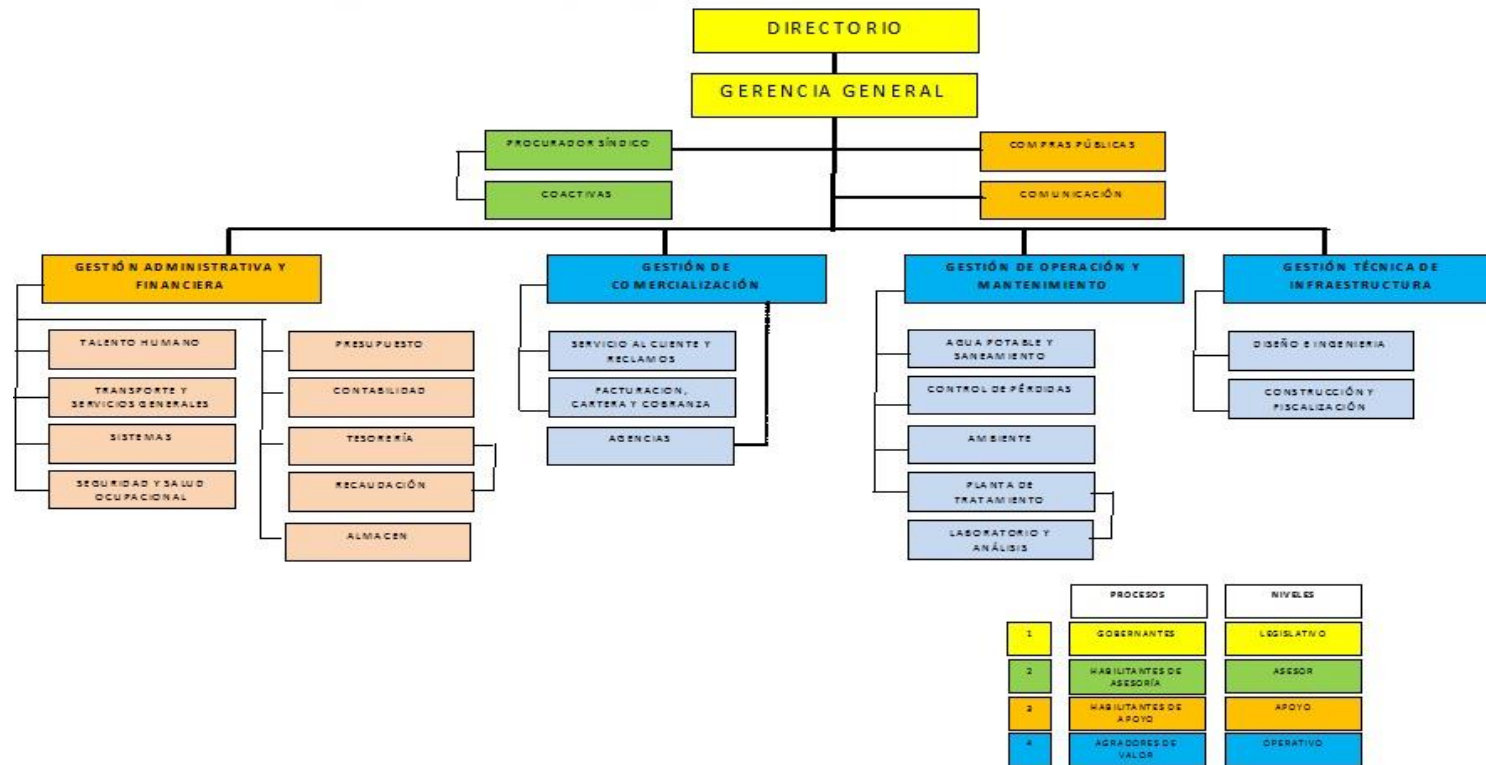 DIRECTORIO
GERENCIA GENERAL
PROCURADOR SÍNDICO
COMPRAS PÚBLICAS
COACTIVAS
COMUNICACIÓN
GESTIÓN ADMINISTRATIVA Y
FINANCIERA
GESTIÓN DE
COMERCIALIZACIÓN
GESTIÓN DE OPERACIÓN Y
MANTENIMIENTO
GESTIÓN TÉCNICA DE
INFRAESTRUCTURA
TALENTO HUMANO
TRANSPORTE Y
SERVICIOS GENERALES
SISTEMAS
SEGURIDAD Y SALUD
OCUPACIONAL
PRESUPUESTO
CONTABILIDAD
TESORERÍA
RECAUDACIÓN
ALMACEN
SERVICIO AL CLIENTE Y
RECLAMOS
FACTURACION,
CARTERA Y COBRANZA
AGENCIAS
AGUA POTABLE Y
SANEAMIENTO
CONTROL DE PÉRDIDAS
AMBIENTE
PLANTA DE
TRATAMIENTO
LABORATORIO Y
ANÁLISIS
DISEÑO E INGENIERIA
CONSTRUCCIÓN Y
FISCALIZACIÓN
PROCESOS
NIVELES
1
GOBERNANTES
LEGISLATIVO
2
HABILITANTES DE
ASESORÍA
ASESOR
3
HABILITANTES DE
APOYO
APOYO
4
AGRADORES DE
VALOR
OPERATIVO